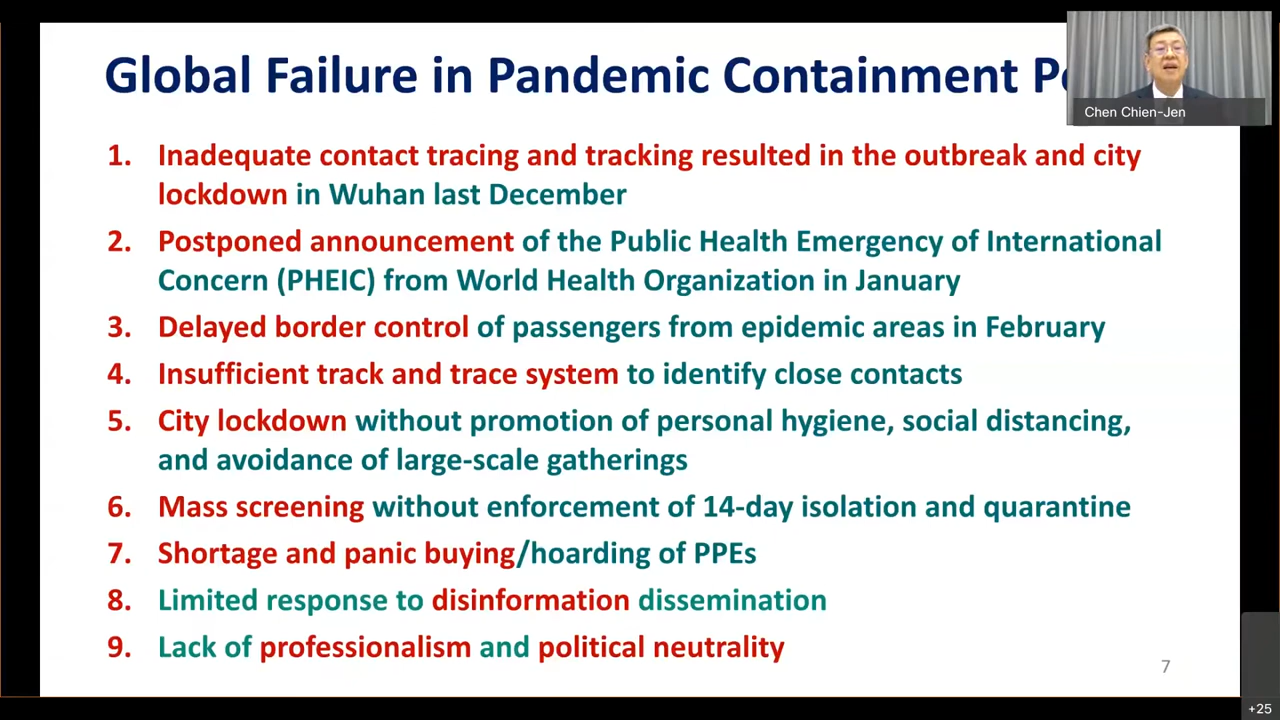 Global Failure in Pandemic Containment
Chen Chien-Jen
1. Inadequate contact tracing and tracking resulted in the outbreak and city
lockdown in Wuhan last December
2. Postponed announcement of the Public Health Emergency of International
Concern (PHEIC) from World Health Organization in January
3. Delayed border control of passengers from epidemic areas in February
4. Insufficient track and trace system to identify close contacts
5. City lockdown without promotion of personal hygiene, social distancing,
and avoidance of large-scale gatherings
6. Mass screening without enforcement of 14-day isolation and quarantine
7. Shortage and panic buying/hoarding of PPEs
8. Limited response to disinformation dissemination
9. Lack of professionalism and political neutrality
7
+25